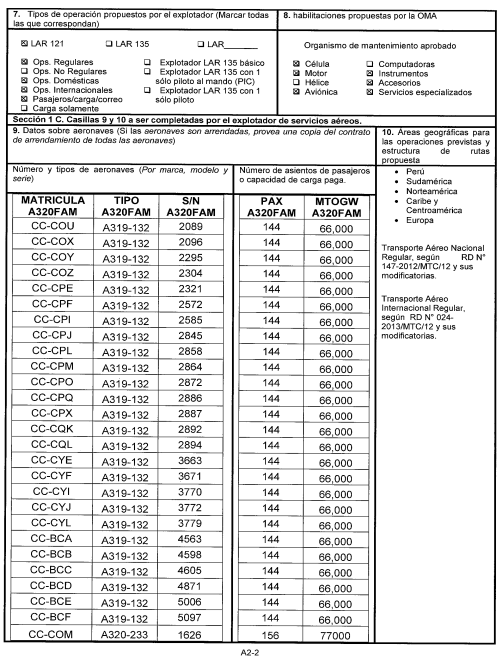 7. Tipos de operación propuestos por el explotador (Marcar todas
las que correspondan)
☒ LAR 121 ☐ LAR 135 ☐ LAR______
☒ Ops. Regulares ☐ Explotador LAR 135 básico
☐ Ops. No Regulares ☐ Explotador LAR 135 con 1
☒ Ops. Domésticas sólo piloto al mando (PIC)
☒ Ops. Internacionales ☐ Explotador LAR 135 con 1
☒ Pasajeros/carga/correo sólo piloto
☐ Carga solamente
8. habilitaciones propuestas por la OMA
Organismo de mantenimiento aprobado
☒ Célula ☐ Computadoras
☒ Motor ☒ Instrumentos
☐ Hélice ☒ Accesorios
☒ Aviónica ☒ Servicios especializados
Sección 1 C. Casillas 9 y 10 a ser completadas por el explotador de servicios aéreos.
9. Datos sobre aeronaves (Si las aeronaves son arrendadas, provea una copia del contrato
de arrendamiento de todas las aeronaves)
Número y tipos de aeronaves (Por marca, modelo y
serie)
Número de asientos de pasajeros
o capacidad de carga paga.
MATRICULA TIPO S/N PAX MTOGW
A320FAM A320FAM A320FAM A320FAM A320FAM
CC-COU A319-132 2089 144 66,000
CC-COX A319-132 2096 144 66,000
CC-COY A319-132 2295 144 66,000
CC-COZ A319-132 2304 144 66,000
CC-CPE A319-132 2321 144 66,000
CC-CPF A319-132 2572 144 66,000
CC-CPI A319-132 2585 144 66,000
CC-CPJ A319-132 2845 144 66,000
CC-CPL A319-132 2858 144 66,000
CC-CPM A319-132 2864 144 66,000
CC-CPO A319-132 2872 144 66,000
CC-CPQ A319-132 2886 144 66,000
CC-CPX A319-132 2887 144 66,000
CC-CQK A319-132 2892 144 66,000
CC-CQL A319-132 2894 144 66,000
CC-CYE A319-132 3663 144 66,000
CC-CYF A319-132 3671 144 66,000
CC-CYI A319-132 3770 144 66,000
CC-CYJ A319-132 3772 144 66,000
CC-CYL A319-132 3779 144 66,000
CC-BCA A319-132 4563 144 66,000
CC-BCB A319-132 4598 144 66,000
CC-BCC A319-132 4605 144 66,000
CC-BCD A319-132 4871 144 66,000
CC-BCE A319-132 5006 144 66,000
CC-BCF A319-132 5097 144 66,000
CC-COM A320-233 1626 156 77000
10. Áreas geográficas para
las operaciones previstas y
estructura de rutas
propuesta
• Perú
• Sudamérica
• Norteamérica
• Caribe y
Centroamérica
• Europa
Transporte Aéreo Nacional
Regular, según RD N°
147-2012/MTC/12 y sus
modificatorias.
Transporte Aéreo
Internacional Regular,
según RD N° 024-
2013/MTC/12 y sus
modificatorias.
A2-2